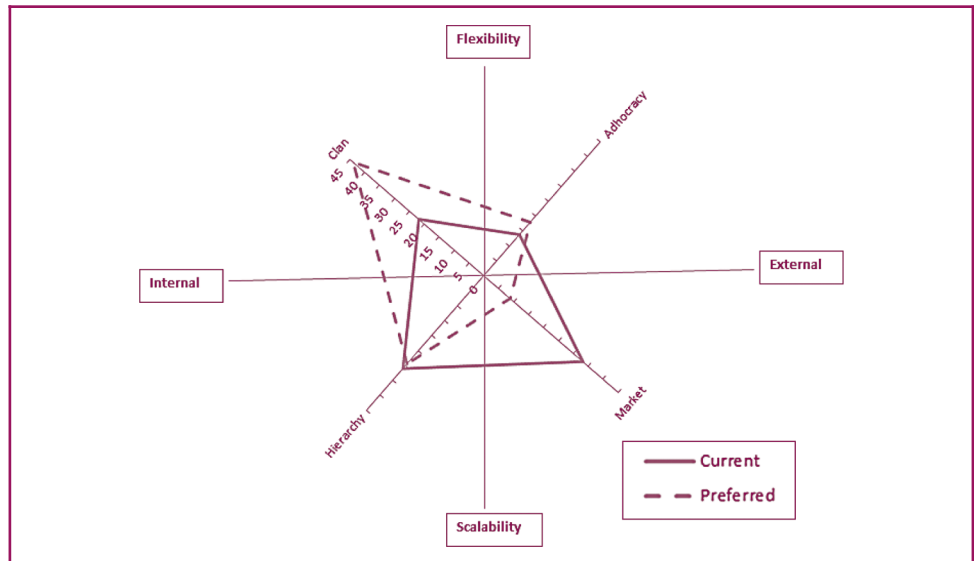 Flexibility
Adhocracy
Clan
45
40
35
30
25
20
15
10
5
0
Internal
External
Hierarchy
Market
Current
Preferred
Scalability